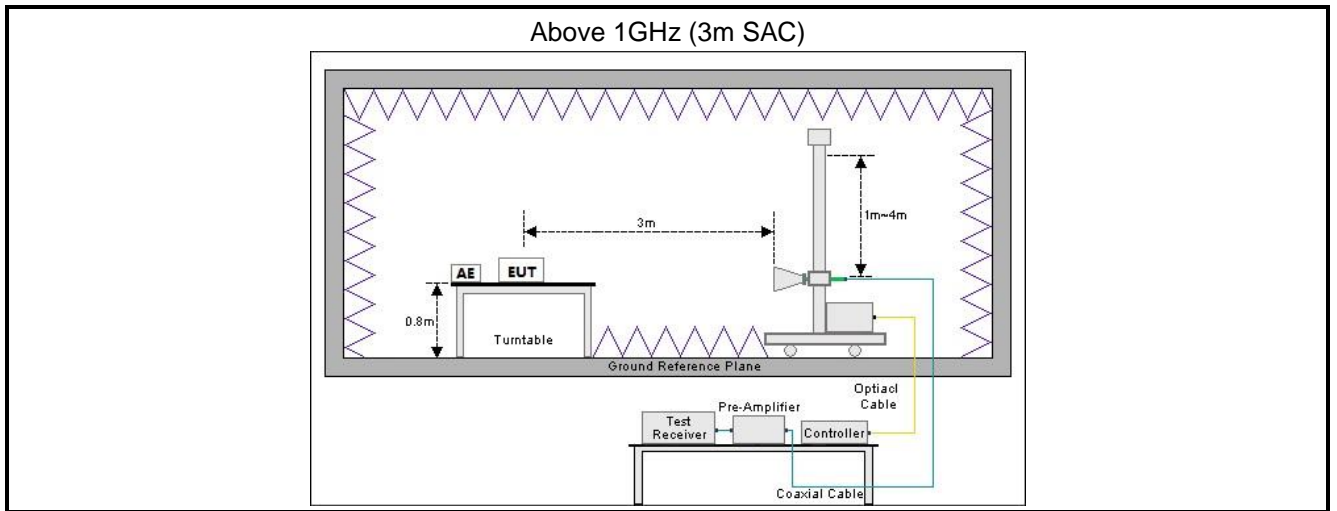 Above 1GHz (3m SAC)
1m~4m
3m
AE
EUT
0.8m
Turntable
Ground Reference Plane
Optiacl
Cable
Pre-Amplifier
Test
Receiver
Controller
Coaxial Cable